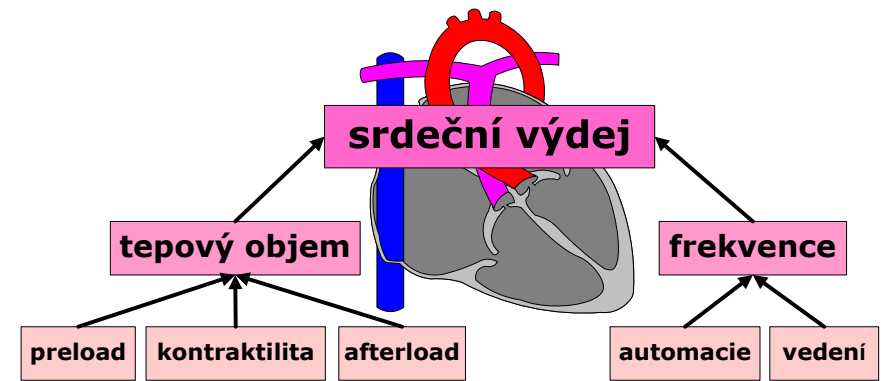 srdeční výdej
tepový objem
frekvence
preload
kontraktilita
afterload
automacie
vedení